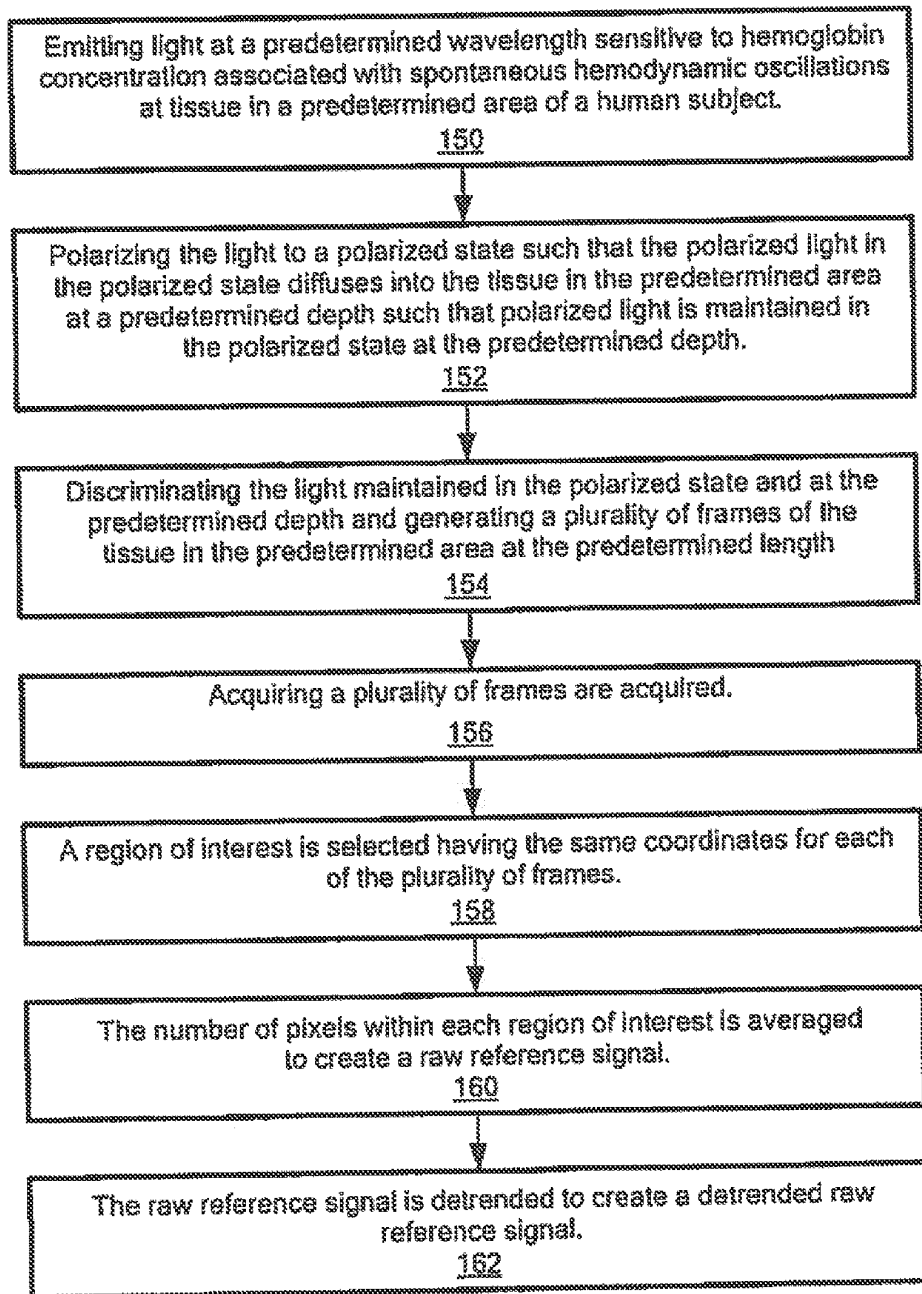 Emitting light at a predetermined wavelength sensitive to hemoglobin
concentration associated with spontaneous hemodynamic oscillations
at tissue in a predetermined area of a human subject.
150
Polarizing the light to a polarized state such that the polarized light in
the polarized state diffuses into the tissue in the predetermined area
at a predetermined depth such that polarized light is maintained in
the polarized state at the predetermined depth.
152
Discriminating the light maintained in the polarized state and at the
predetermined depth and generating a plurality of frames of the
tissue in the predetermined area at the predetermined length
154
Acquiring a plurality of frames are acquired.
156
A region of interest is selected having the same coordinates for each
of the plurality of frames.
158
The number of pixels within each region of interest is averaged
to create a raw reference signal.
160
The raw reference signal is detrended to create a detrended raw
reference signal.
162